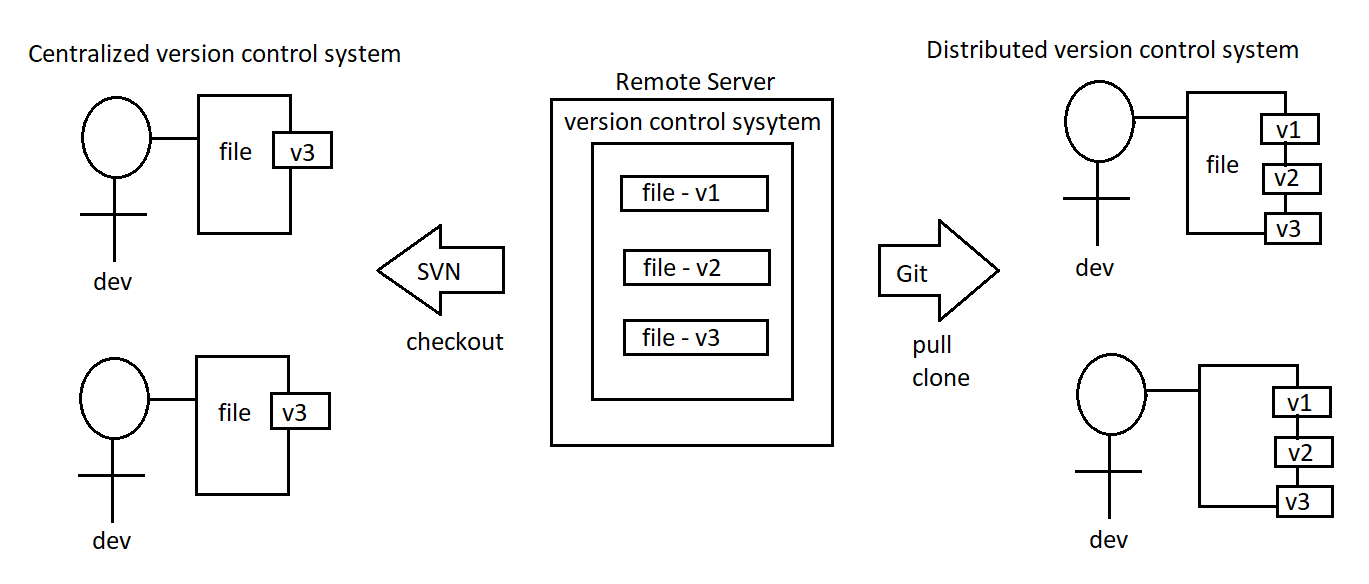 Centralized version control system
file
v3
dev
file
v3
dev
SVN
checkout
Remote Server
version control sysytem
file - v1
file - v2
file - v3
Git
pull
clone
Distributed version control system
file
v1
v2
v3
dev
v1
v2
v3
dev